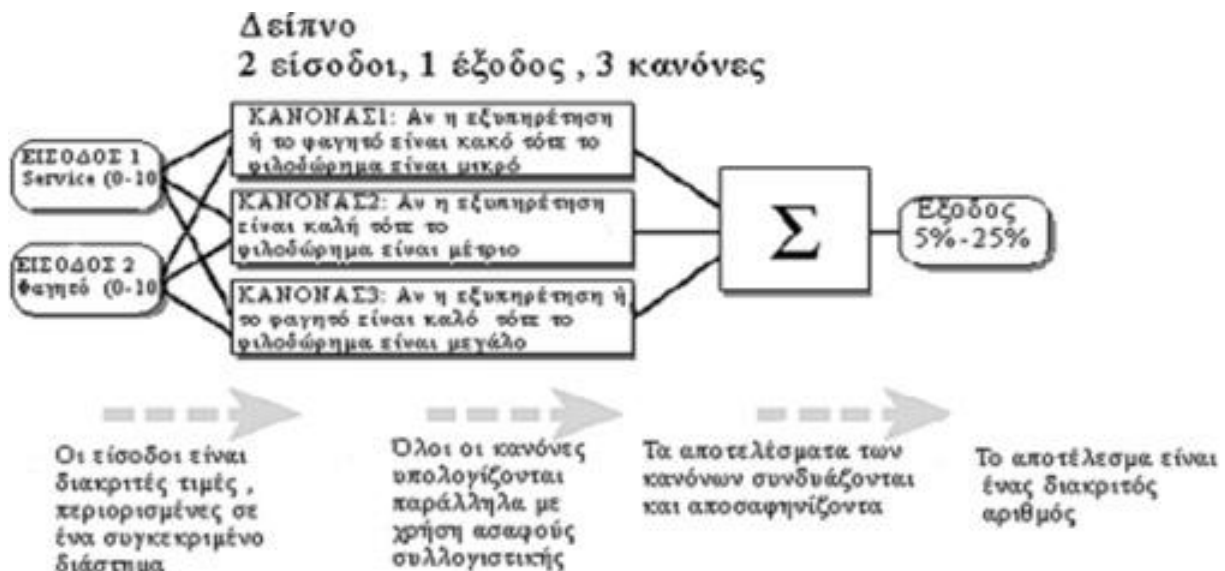 Δείπνο
2 είσοδοι, 1 έξοδος , 3 κανόνες
ΕΙΣΟΔΟΣ 1
Service (0-10
ΕΙΣΟΔΟΣ 2
Φαγητό (0-10
ΚΑΝΟΝΑΣ1: Αν η εξυπηρέτηση
ή το φαγητό είναι κακό τότε το
φιλοδώρημα είναι μικρό
ΚΑΝΟΝΑΣ2: Αν η εξυπηρέτηση
είναι καλή τότε το
φιλοδώρημα είναι μέτριο
ΚΑΝΟΝΑΣ3: Αν η εξυπηρέτηση ή
το φαγητό είναι καλό τότε το
φιλοδώρημα είναι μεγάλο
Σ
Εξοδος
5%-25%
Οι είσοδοι είναι
διακριτές τιμές ,
περιορισμένες σε
ένα συγκεκριμένο
διάστημα
Όλοι οι κανόνες
υπολογίζονται
παράλληλα με
χρήση ασαφούς
συλλογιστικής
Τα αποτελέσματα των
κανόνων συνδυάζονται
και αποσαφηνίζοντα
Το αποτέλεσμα είναι
ένας διακριτός
αριθμός